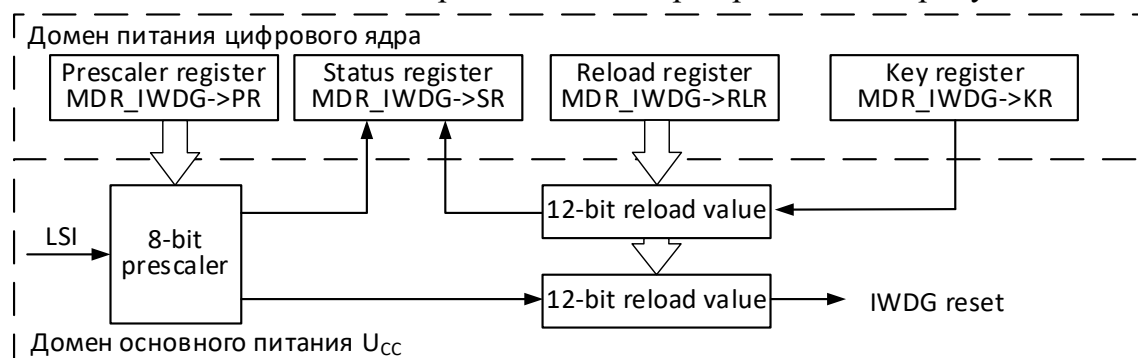 Домен питания цифрового ядра
Prescaler register
MDR_IWDG->PR
Status register
MDR_IWDG->SR
Reload register
MDR_IWDG->RLR
Key register
MDR_IWDG->KR
LSI
8-bit
prescaler
12-bit reload value
12-bit reload value
IWDG reset
Домен основного питания UCC